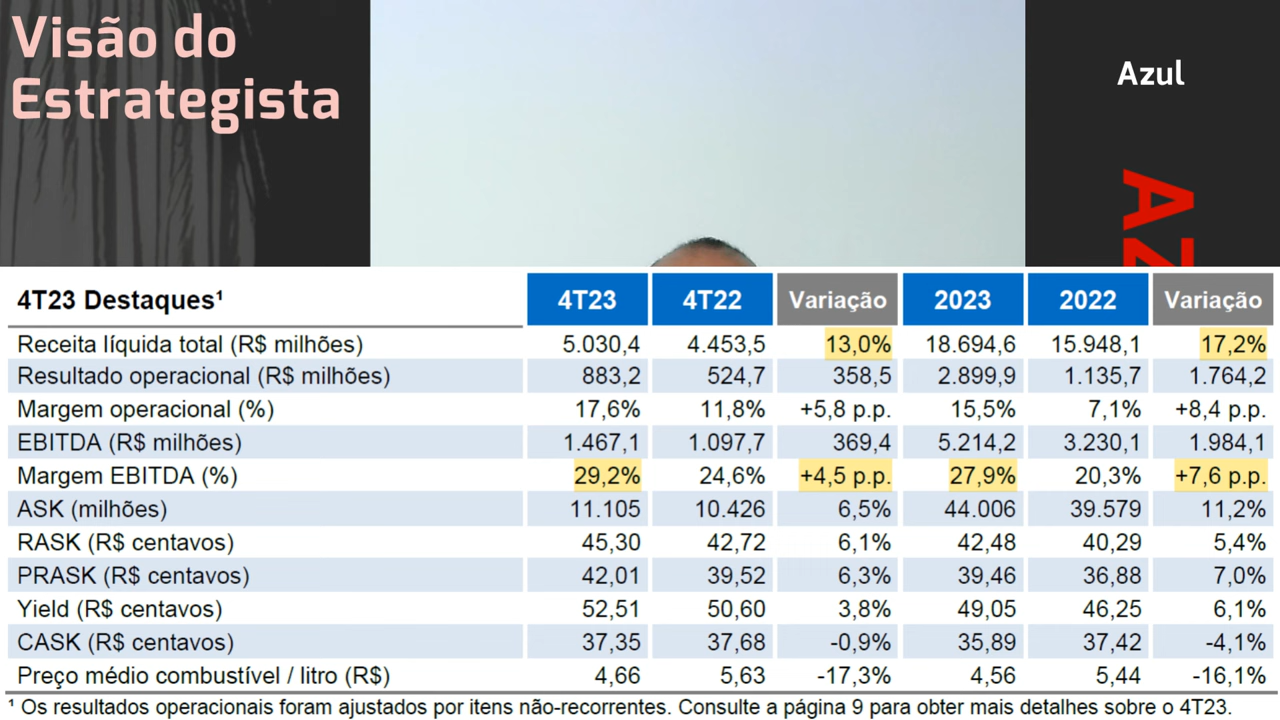 Visão do
Estrategista
Azul
AZ
4T23 Destaques¹ 4T23 4T22 Variação 2023 2022 Variação
Receita líquida total (R$ milhões) 5.030,4 4.453,5 13,0% 18.694,6 15.948,1 17,2%
Resultado operacional (R$ milhões) 883,2 524,7 358,5 2.899,9 1.135,7 1.764,2
Margem operacional (%) 17,6% 11,8% +5,8 p.p. 15,5% 7,1% +8,4 p.p.
EBITDA (R$ milhões) 1.467,1 1.097,7 369,4 5.214,2 3.230,1 1.984,1
Margem EBITDA (%) 29,2% 24,6% +4,5 p.p. 27,9% 20,3% +7,6 p.p.
ASK (milhões) 11.105 10.426 6,5% 44.006 39.579 11,2%
RASK (R$ centavos) 45,30 42,72 6,1% 42,48 40,29 5,4%
PRASK (R$ centavos) 42,01 39,52 6,3% 39,46 36,88 7,0%
Yield (R$ centavos) 52,51 50,60 3,8% 49,05 46,25 6,1%
CASK (R$ centavos) 37,35 37,68 -0,9% 35,89 37,42 -4,1%
Preço médio combustível / litro (R$) 4,66 5,63 -17,3% 4,56 5,44 -16,1%
¹ Os resultados operacionais foram ajustados por itens não-recorrentes. Consulte a página 9 para obter mais detalhes sobre o 4T23.